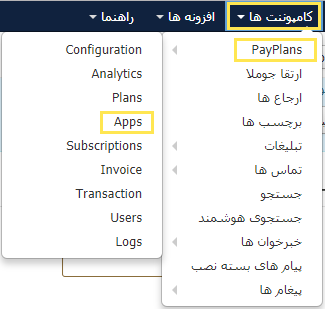 کامپوننت ها افزونه ها راهنما
PayPlans
ارتقا جوملا
ارجاع ها
برچسب ها
تبلیغات
تماس ها
جستجو
جستجوی هوشمند
خبرخوان ها
پیام های بسته نصب
پیغام ها
Configuration
Analytics
Plans
Apps
Subscriptions
Invoice
Transaction
Users
Logs